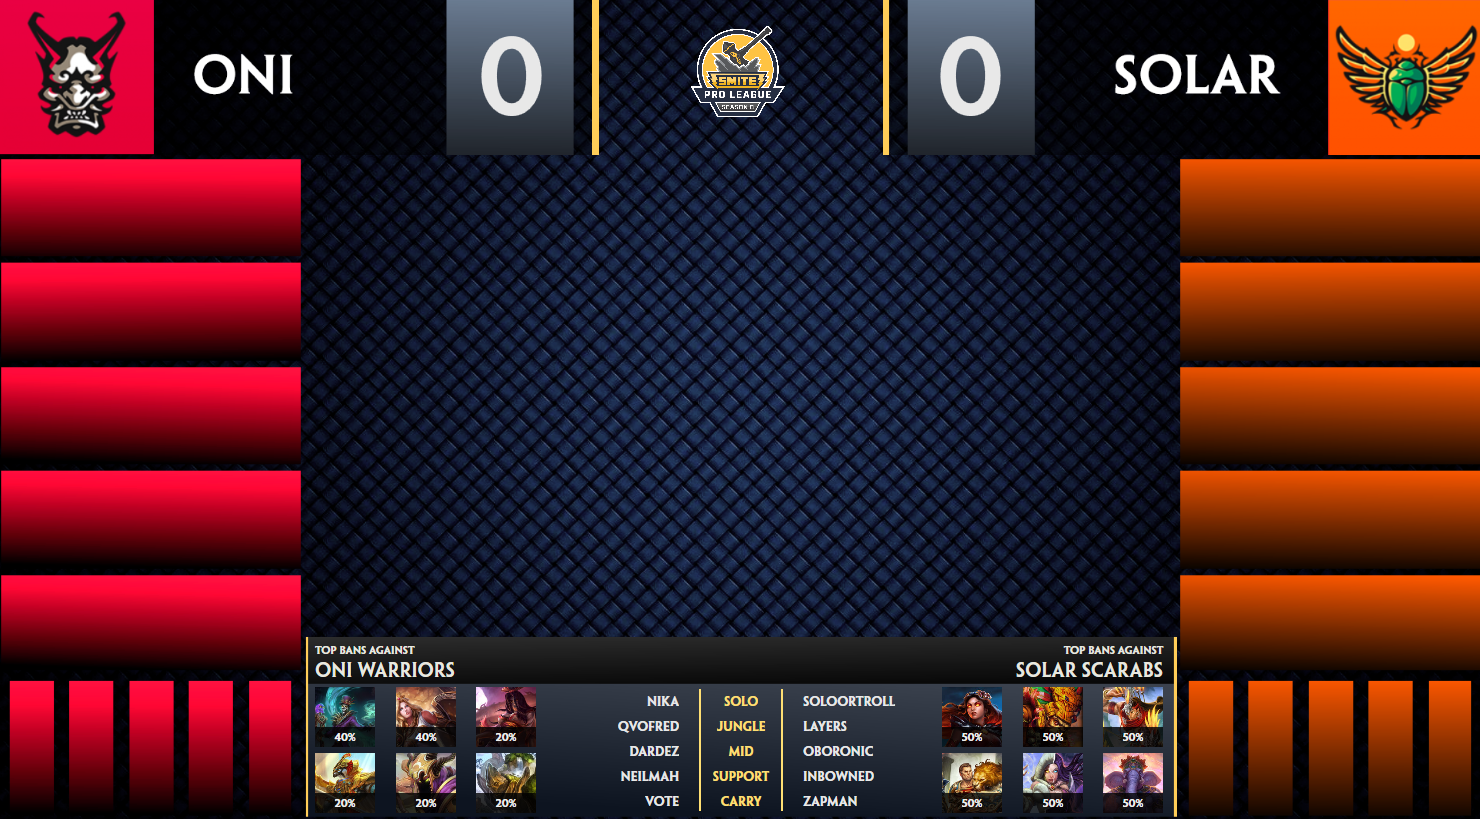 ONI
0
SMITE
PRO LEAGUE
0
SOLAR
TOP BANS AGAINST
ONI WARRIORS
TOP BANS AGAINST
SOLAR SCARABS
40%
40%
20%
20%
20%
20%
NIKA SOLO SOLOORTROLL
QVOFRED JUNGLE LAYERS
DARDEZ MID OBORONIC
NEILMAH SUPPORT INBOWNED
VOTE CARRY ZAPMAN
50%
50%
50%
50%
50%
50%